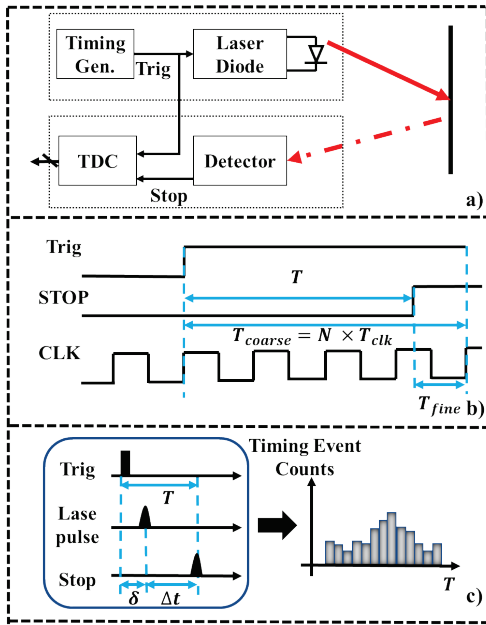 Timing Gen.
Trig
Laser Diode
TDC
Detector
Stop
a)
Trig
T
STOP
T_coarse = N × T_clk
CLK
T_fine
b)
Trig
T
Lase pulse
Stop
δ
Δt
Timing Event
Counts
T
c)